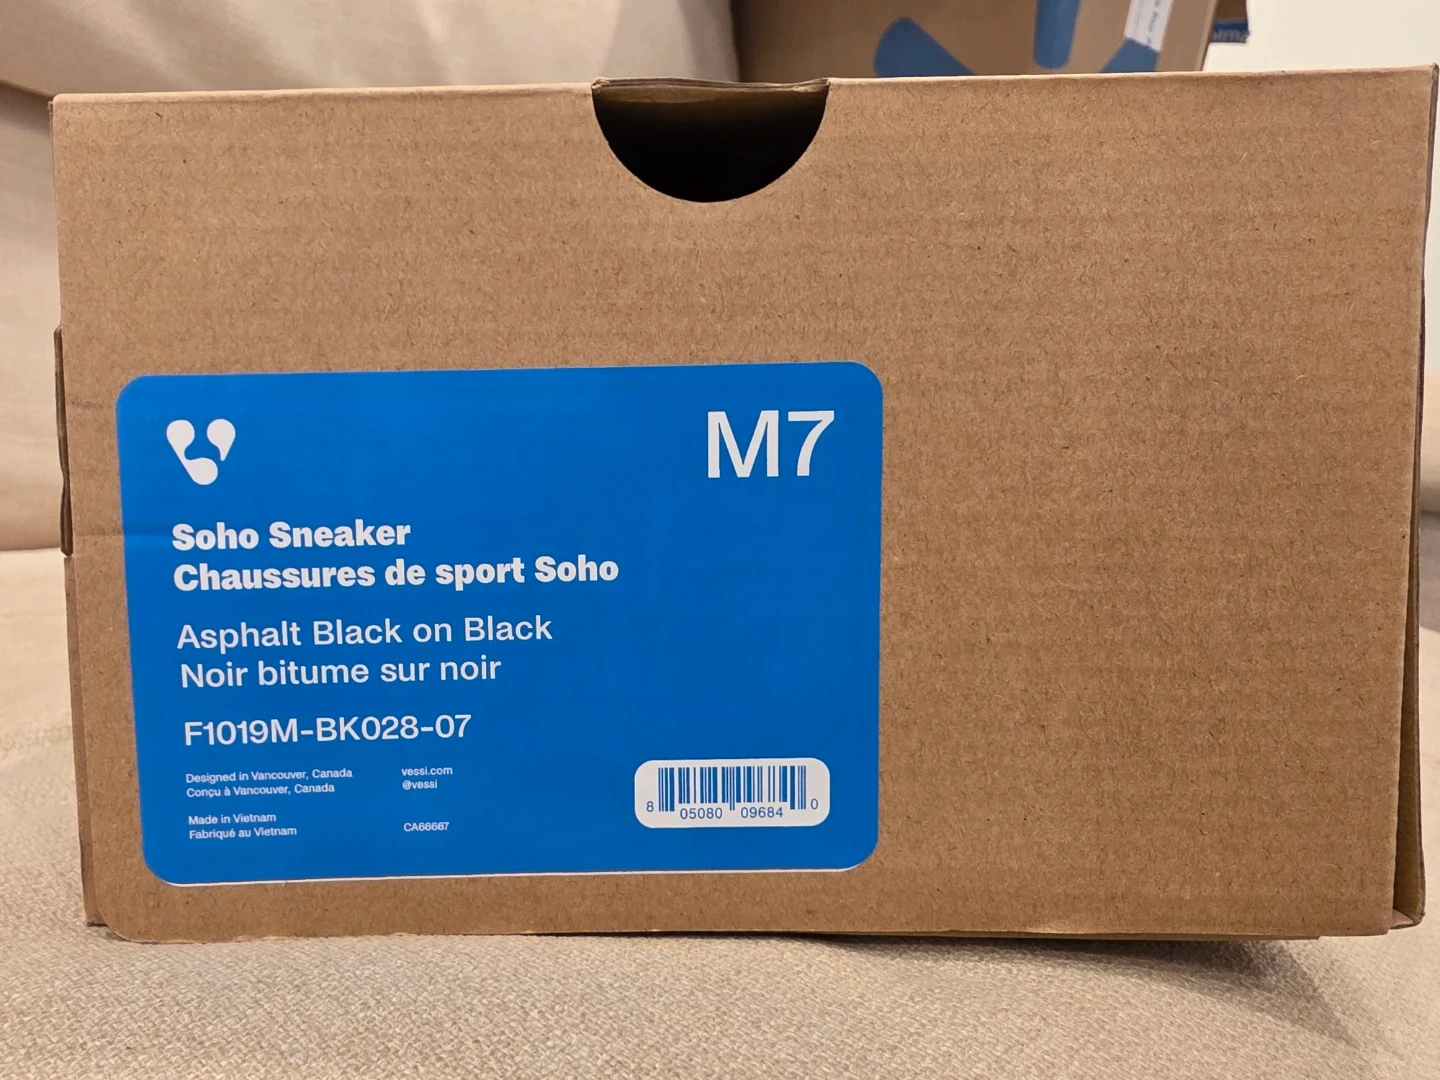 M7
Soho Sneaker
Chaussures de sport Soho
Asphalt Black on Black
Noir bitume sur noir
F1019M-BK028-07
Designed in Vancouver, Canada
Conçu à Vancouver, Canada
vessi.com
@vessi
Made in Vietnam
Fabriqué au Vietnam
CA66667
8 05080 09684 0